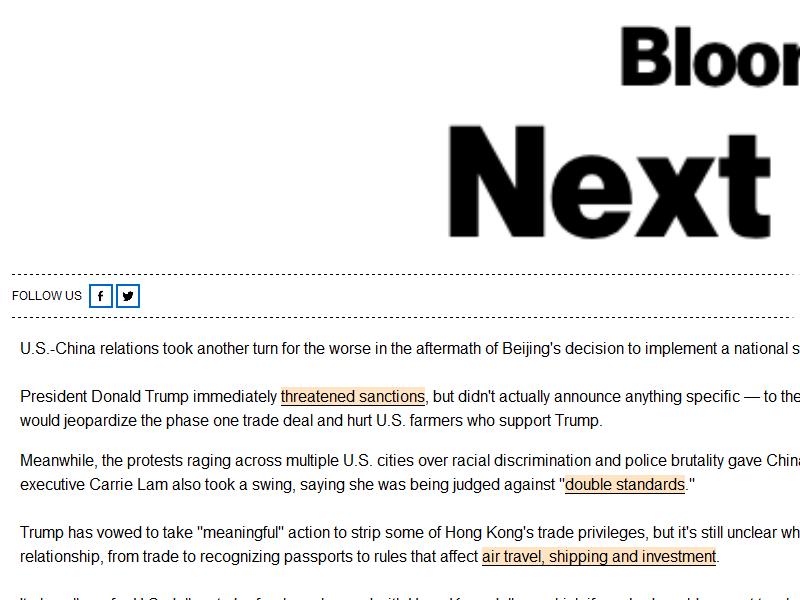 Bloo
Next
FOLLOW US
U.S.-China relations took another turn for the worse in the aftermath of Beijing's decision to implement a national s
President Donald Trump immediately threatened sanctions, but didn't actually announce anything specific — to the
would jeopardize the phase one trade deal and hurt U.S. farmers who support Trump.
Meanwhile, the protests raging across multiple U.S. cities over racial discrimination and police brutality gave China
executive Carrie Lam also took a swing, saying she was being judged against "double standards."
Trump has vowed to take "meaningful" action to strip some of Hong Kong's trade privileges, but it's still unclear wh
relationship, from trade to recognizing passports to rules that affect air travel, shipping and investment.